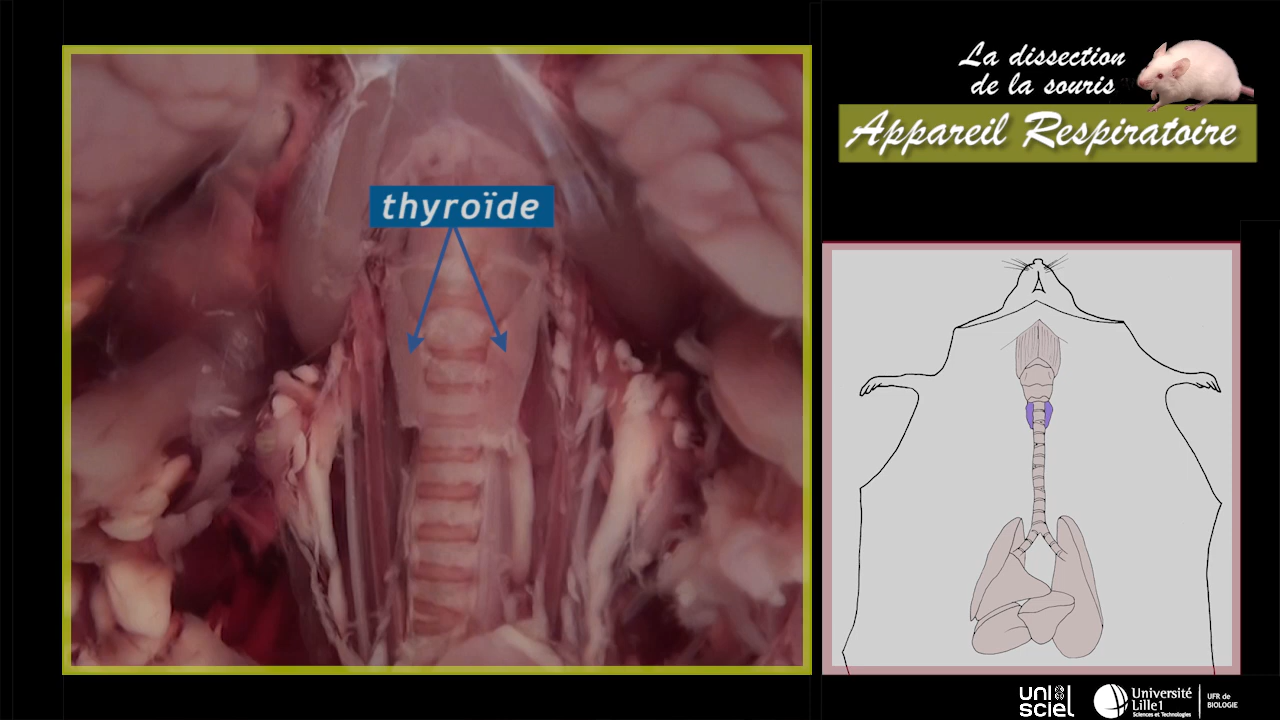 La dissection
de la souris
Appareil Respiratoire
thyroïde
uni sciel
Université
Lille1
Sciences et Technologies
UFR de
BIOLOGIE